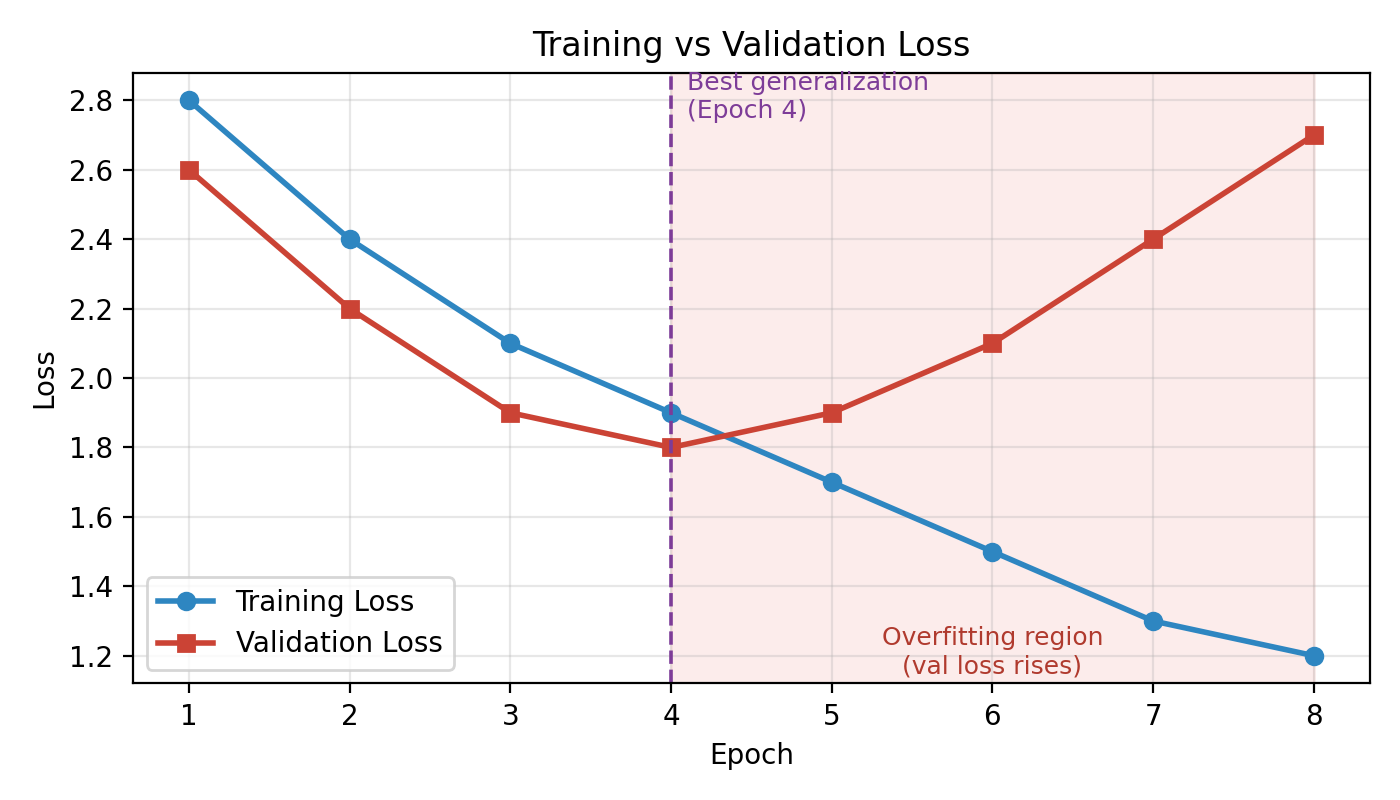 Training vs Validation Loss
Best generalization
(Epoch 4)
2.8
2.6
2.4
2.2
2.0
1.8
1.6
1.4
1.2
Loss
Training Loss
Validation Loss
Overfitting region
(val loss rises)
1 2 3 4 5 6 7 8
Epoch